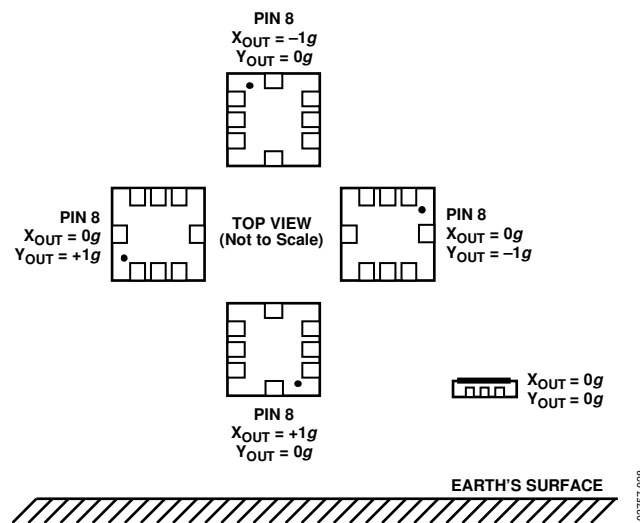 PIN 8
XOUT = –1g
YOUT = 0g
PIN 8
XOUT = 0g
YOUT = +1g
TOP VIEW
(Not to Scale)
PIN 8
XOUT = 0g
YOUT = –1g
PIN 8
XOUT = +1g
YOUT = 0g
XOUT = 0g
YOUT = 0g
EARTH'S SURFACE